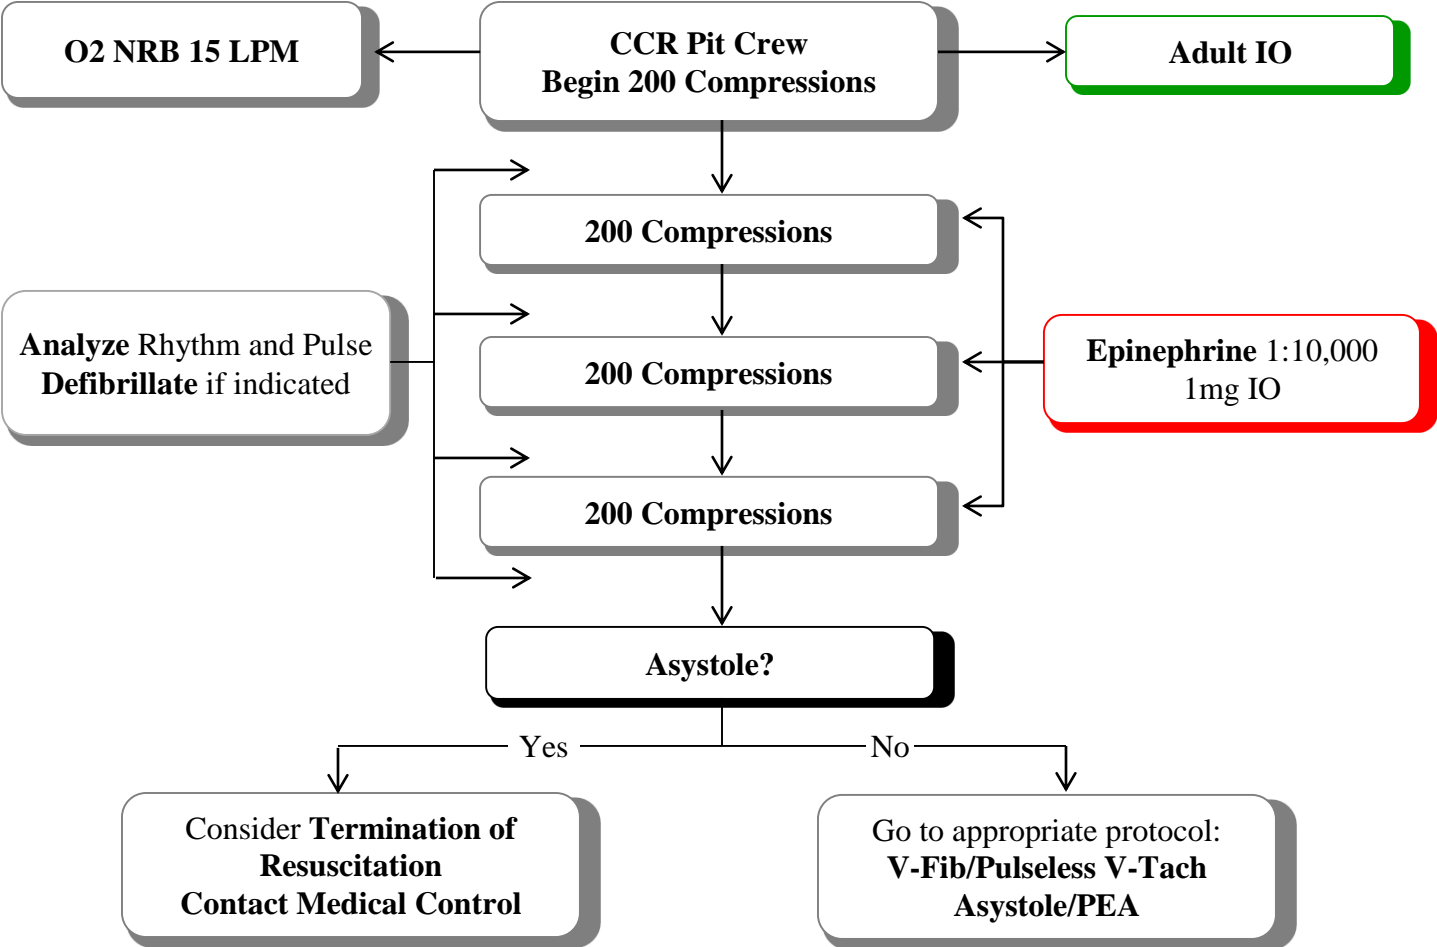 O2 NRB 15 LPM
CCR Pit Crew
Begin 200 Compressions
Adult IO
200 Compressions
Analyze Rhythm and Pulse
Defibrillate if indicated
200 Compressions
Epinephrine 1:10,000
1mg IO
200 Compressions
Asystole?
Yes
No
Consider Termination of
Resuscitation
Contact Medical Control
Go to appropriate protocol:
V-Fib/Pulseless V-Tach
Asystole/PEA